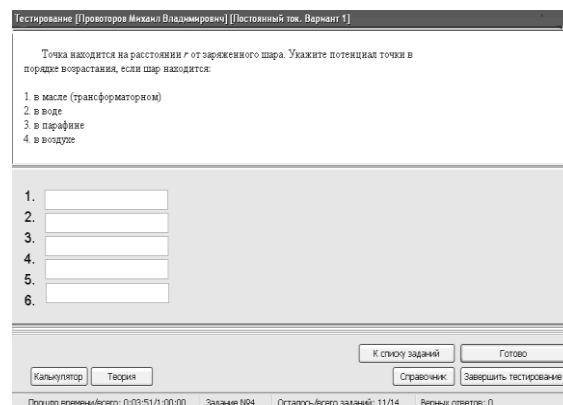 Тестирование [Провоторов Михаил Владимирович] [Постоянный ток. Вариант 1]
Точка находится на расстоянии r от заряженного шара. Укажите потенциал точки в
порядке возрастания, если шар находится:
1. в масле (трансформаторном)
2. в воде
3. в парафине
4. в воздухе
1.
2.
3.
4.
5.
6.
К списку заданий
Готово
Калькулятор
Теория
Справочник
Завершить тестирование
Прошло времени/всего: 0:03:51/1:00:00
Задание №4
Осталось/всего заданий: 11/14
Верных ответов: 0